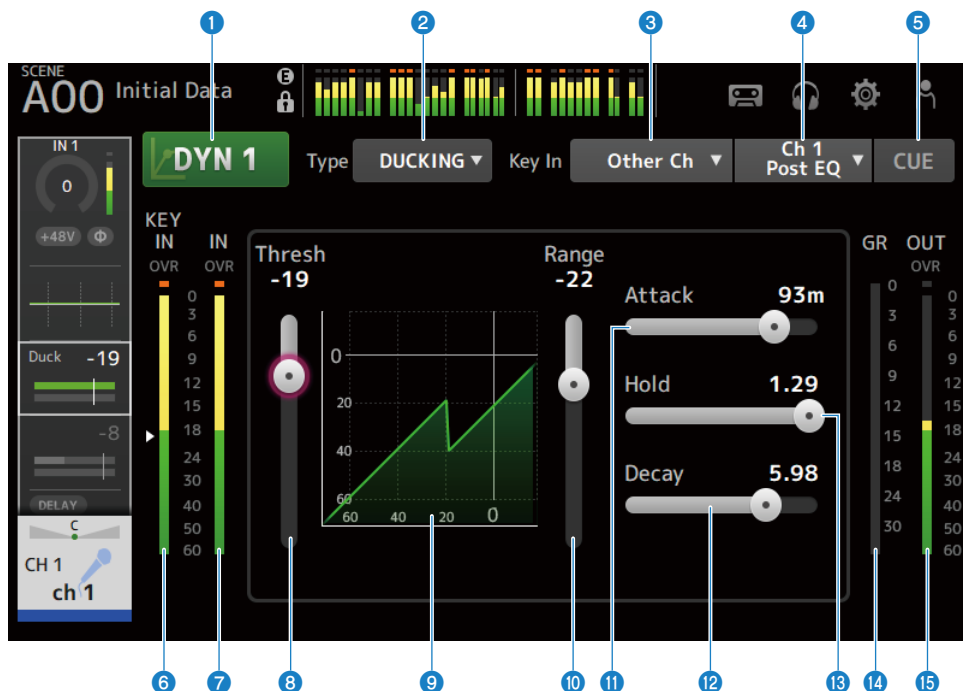 1 2 3 4 5
SCENE
A00 Initial Data
E
IN 1
0
+48V Φ
Duck -19
-8
DELAY
C
CH 1
ch 1
DYN 1
Type DUCKING ▼
Key In Other Ch ▼
Ch 1
Post EQ ▼
CUE
KEY
IN IN
OVR OVR
0
3
6
9
12
15
18
24
30
40
50
60
Thresh
-19
0
20
40
60
60 40 20 0
Range
-22
Attack 93m
Hold 1.29
Decay 5.98
GR OUT
OVR
0
3
6
9
12
15
18
24
30
0
3
6
9
12
15
18
24
30
40
50
60
6 7 8 9 10 11 12 13 14 15